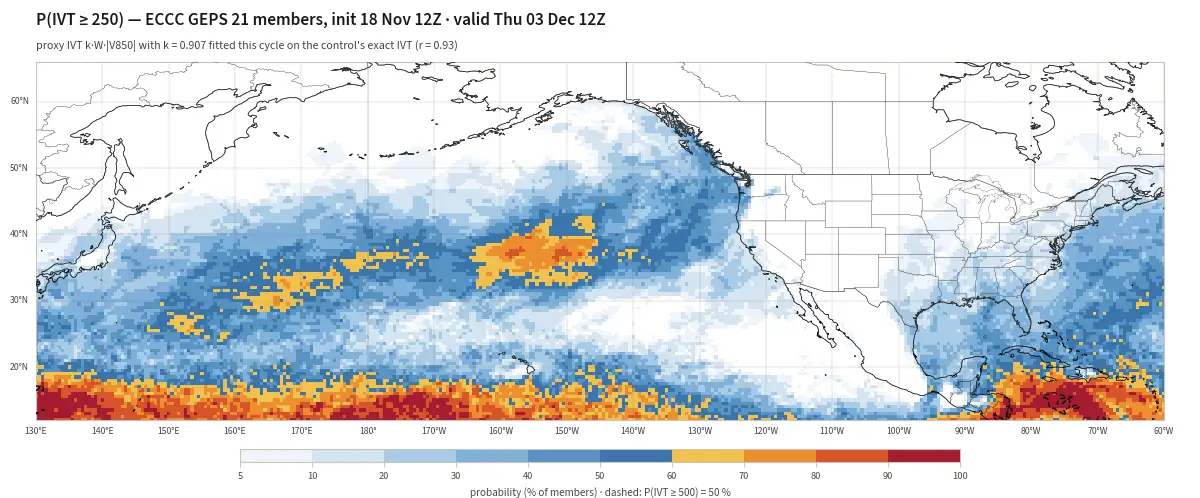 P(IVT ≥ 250) — ECCC GEPS 21 members, init 18 Nov 12Z · valid Thu 03 Dec 12Z
proxy IVT k·W·|V850| with k = 0.907 fitted this cycle on the control's exact IVT (r = 0.93)
60°N
50°N
40°N
30°N
20°N
130°E 140°E 150°E 160°E 170°E 180° 170°W 160°W 150°W 140°W 130°W 120°W 110°W 100°W 90°W 80°W 70°W 60°W
5 10 20 30 40 50 60 70 80 90 100
probability (% of members) · dashed: P(IVT ≥ 500) = 50 %